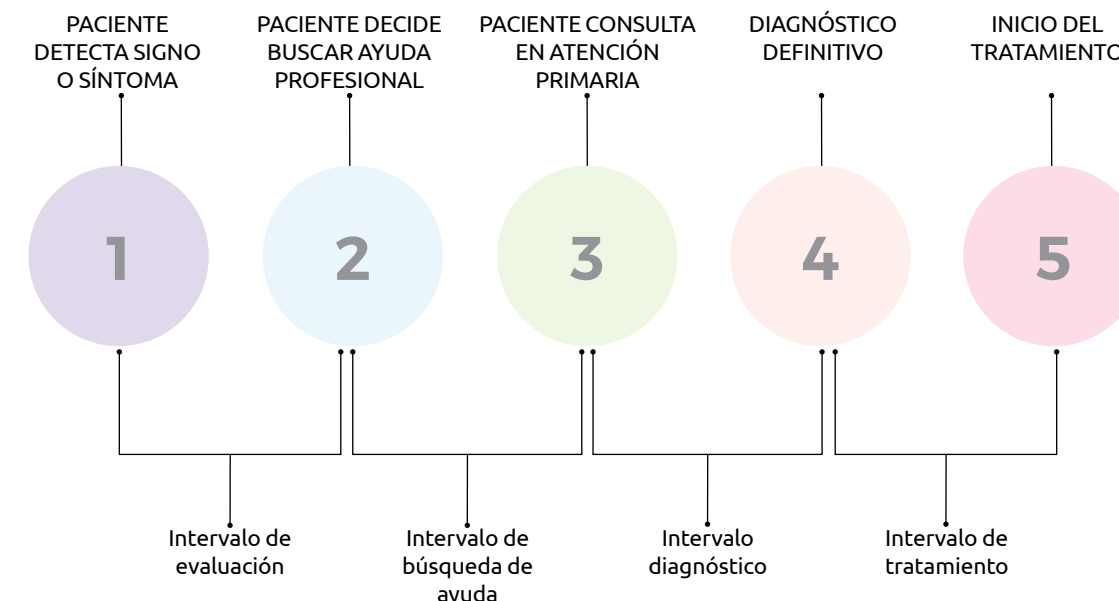 PACIENTE
DETECTA SIGNO
O SÍNTOMA
PACIENTE DECIDE
BUSCAR AYUDA
PROFESIONAL
PACIENTE CONSULTA
EN ATENCIÓN
PRIMARIA
DIAGNÓSTICO
DEFINITIVO
INICIO DEL
TRATAMIENTO
1
2
3
4
5
Intervalo de
evaluación
Intervalo de
búsqueda de
ayuda
Intervalo
diagnóstico
Intervalo de
tratamiento